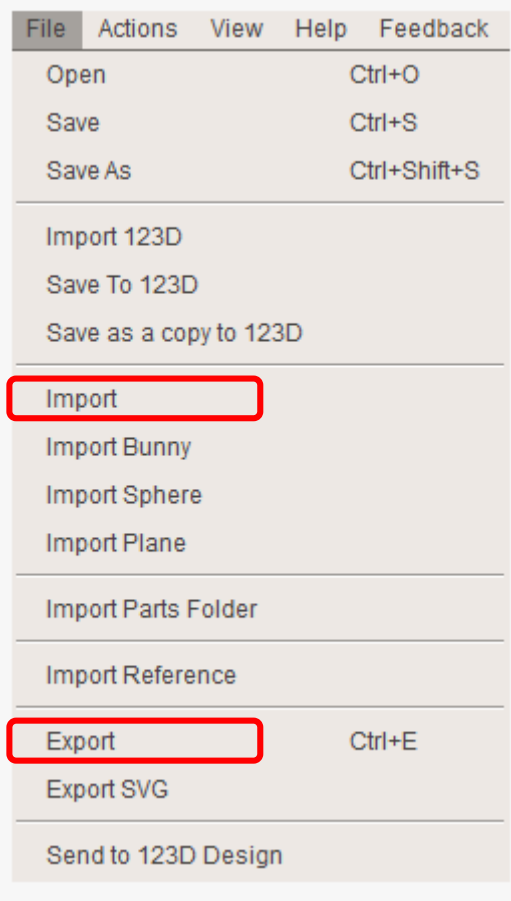 File Actions View Help Feedback
Open Ctrl+O
Save Ctrl+S
Save As Ctrl+Shift+S
Import 123D
Save To 123D
Save as a copy to 123D
Import
Import Bunny
Import Sphere
Import Plane
Import Parts Folder
Import Reference
Export Ctrl+E
Export SVG
Send to 123D Design